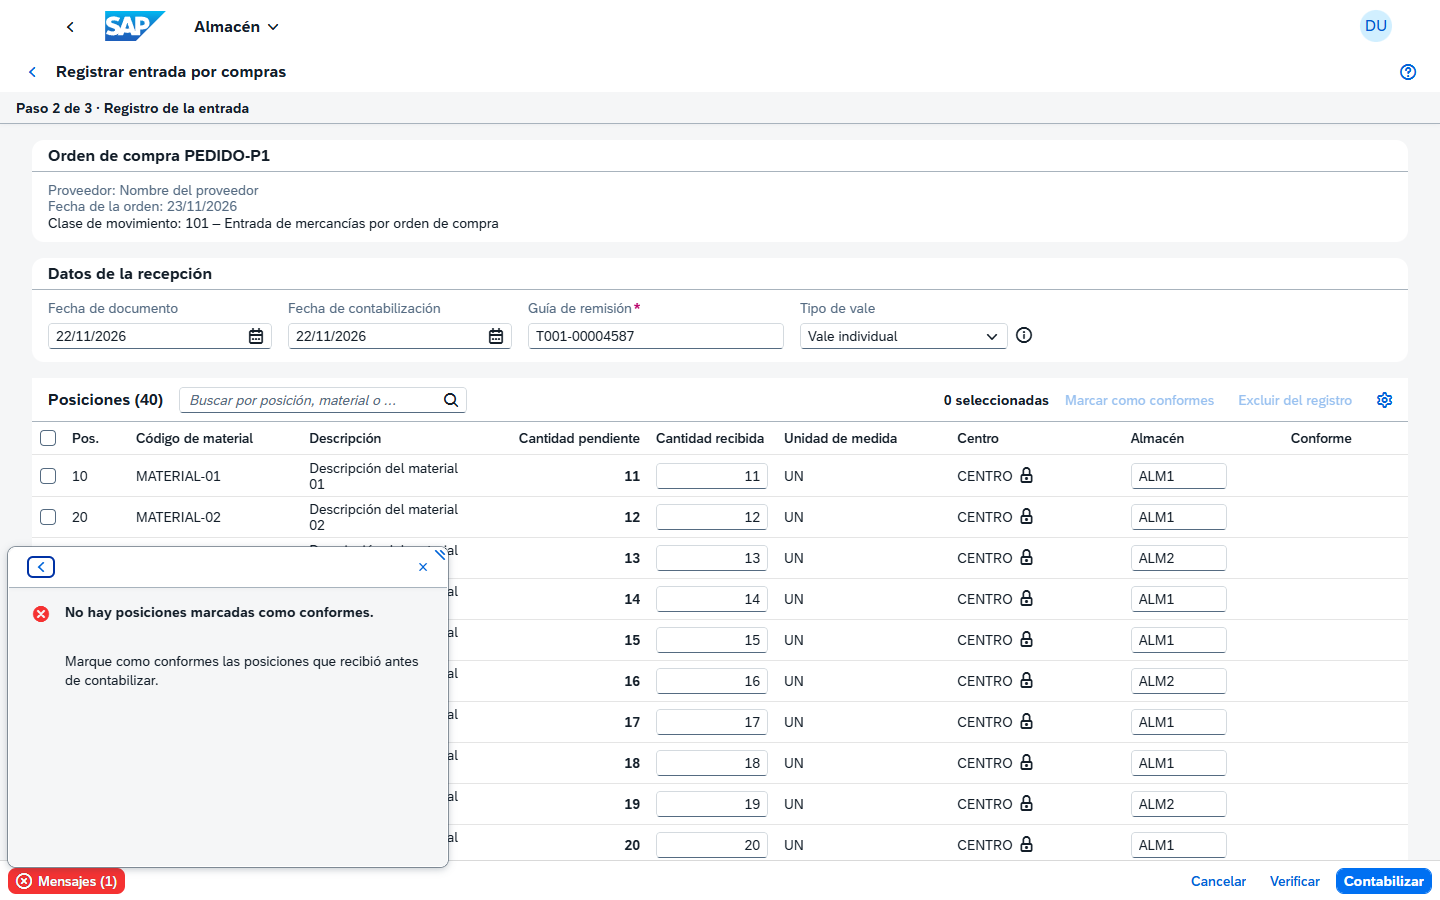 SAP
Almacén
DU
Registrar entrada por compras
Paso 2 de 3 · Registro de la entrada
Orden de compra PEDIDO-P1
Proveedor: Nombre del proveedor
Fecha de la orden: 23/11/2026
Clase de movimiento: 101 – Entrada de mercancías por orden de compra
Datos de la recepción
Fecha de documento Fecha de contabilización Guía de remisión* Tipo de vale
22/11/2026 22/11/2026 T001-00004587 Vale individual
Posiciones (40) Buscar por posición, material o ... 0 seleccionadas Marcar como conformes Excluir del registro
Pos. Código de material Descripción Cantidad pendiente Cantidad recibida Unidad de medida Centro Almacén Conforme
10 MATERIAL-01 Descripción del material 01 11 11 UN CENTRO ALM1
20 MATERIAL-02 Descripción del material 02 12 12 UN CENTRO ALM1
13 13 UN CENTRO ALM2
14 14 UN CENTRO ALM1
15 15 UN CENTRO ALM1
16 16 UN CENTRO ALM2
17 17 UN CENTRO ALM1
18 18 UN CENTRO ALM1
19 19 UN CENTRO ALM2
20 20 UN CENTRO ALM1
No hay posiciones marcadas como conformes.
Marque como conformes las posiciones que recibió antes
de contabilizar.
Mensajes (1) Cancelar Verificar Contabilizar